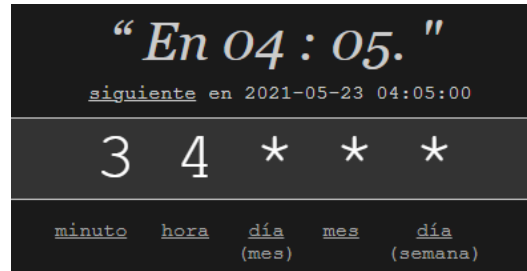 “ En 04 : 05. "
siguiente en 2021-05-23 04:05:00
3 4 * * *
minuto hora día mes día
(mes) (semana)